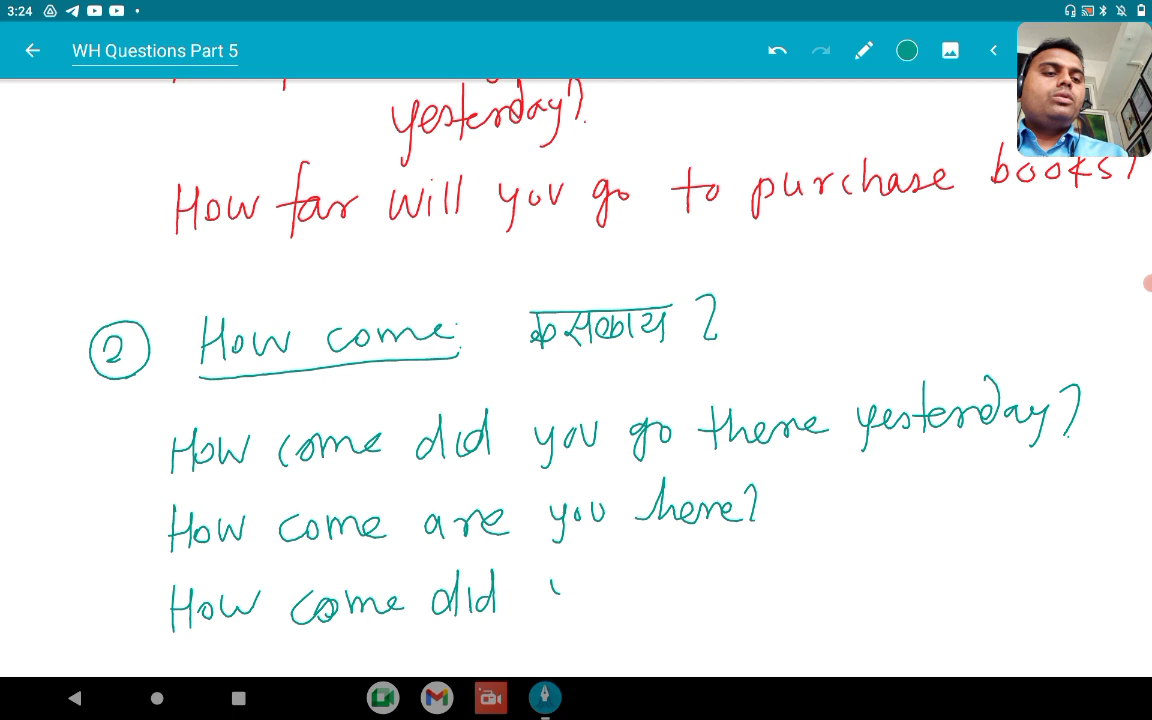 3:24
WH Questions Part 5
yesterday?
How far will you go to purchase books?
2 How come: कसकाय ?
How come did you go there yesterday?
How come are you here?
How come did